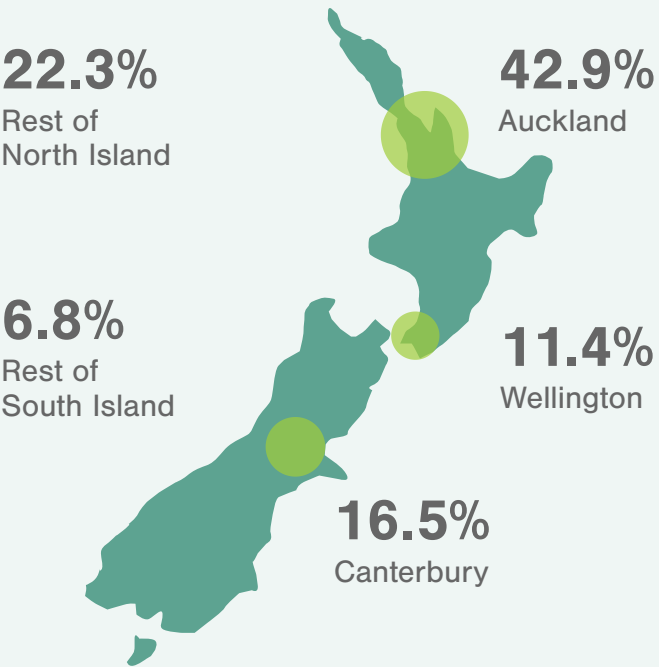 22.3%
Rest of
North Island
42.9%
Auckland
6.8%
Rest of
South Island
11.4%
Wellington
16.5%
Canterbury